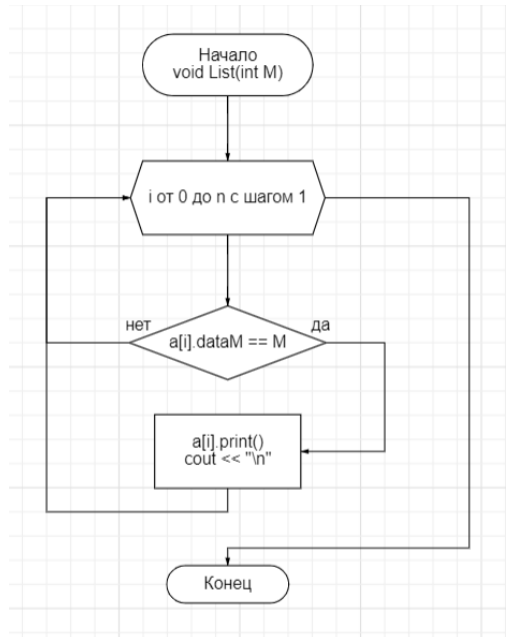 Начало
void List(int M)
i от 0 до n с шагом 1
нет
да
a[i].dataM == M
a[i].print()
cout << "\n"
Конец